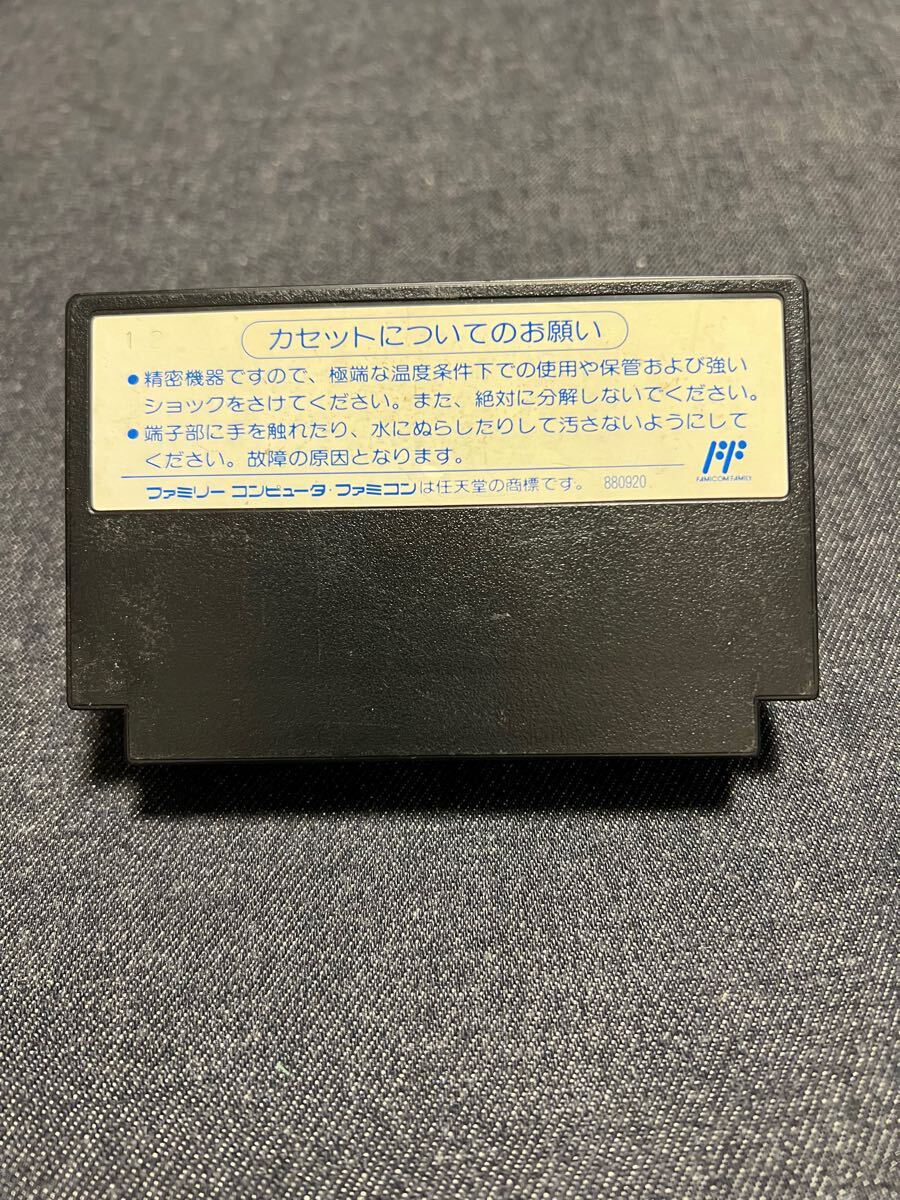 12
カセットについてのお願い
●精密機器ですので、極端な温度条件下での使用や保管および強い
ショックをさけてください。また、絶対に分解しないでください。
●端子部に手を触れたり、水にぬらしたりして汚さないようにして
ください。故障の原因となります。
FAMICOM FAMILY
ファミリーコンピュータ・ファミコンは任天堂の商標です。 880920